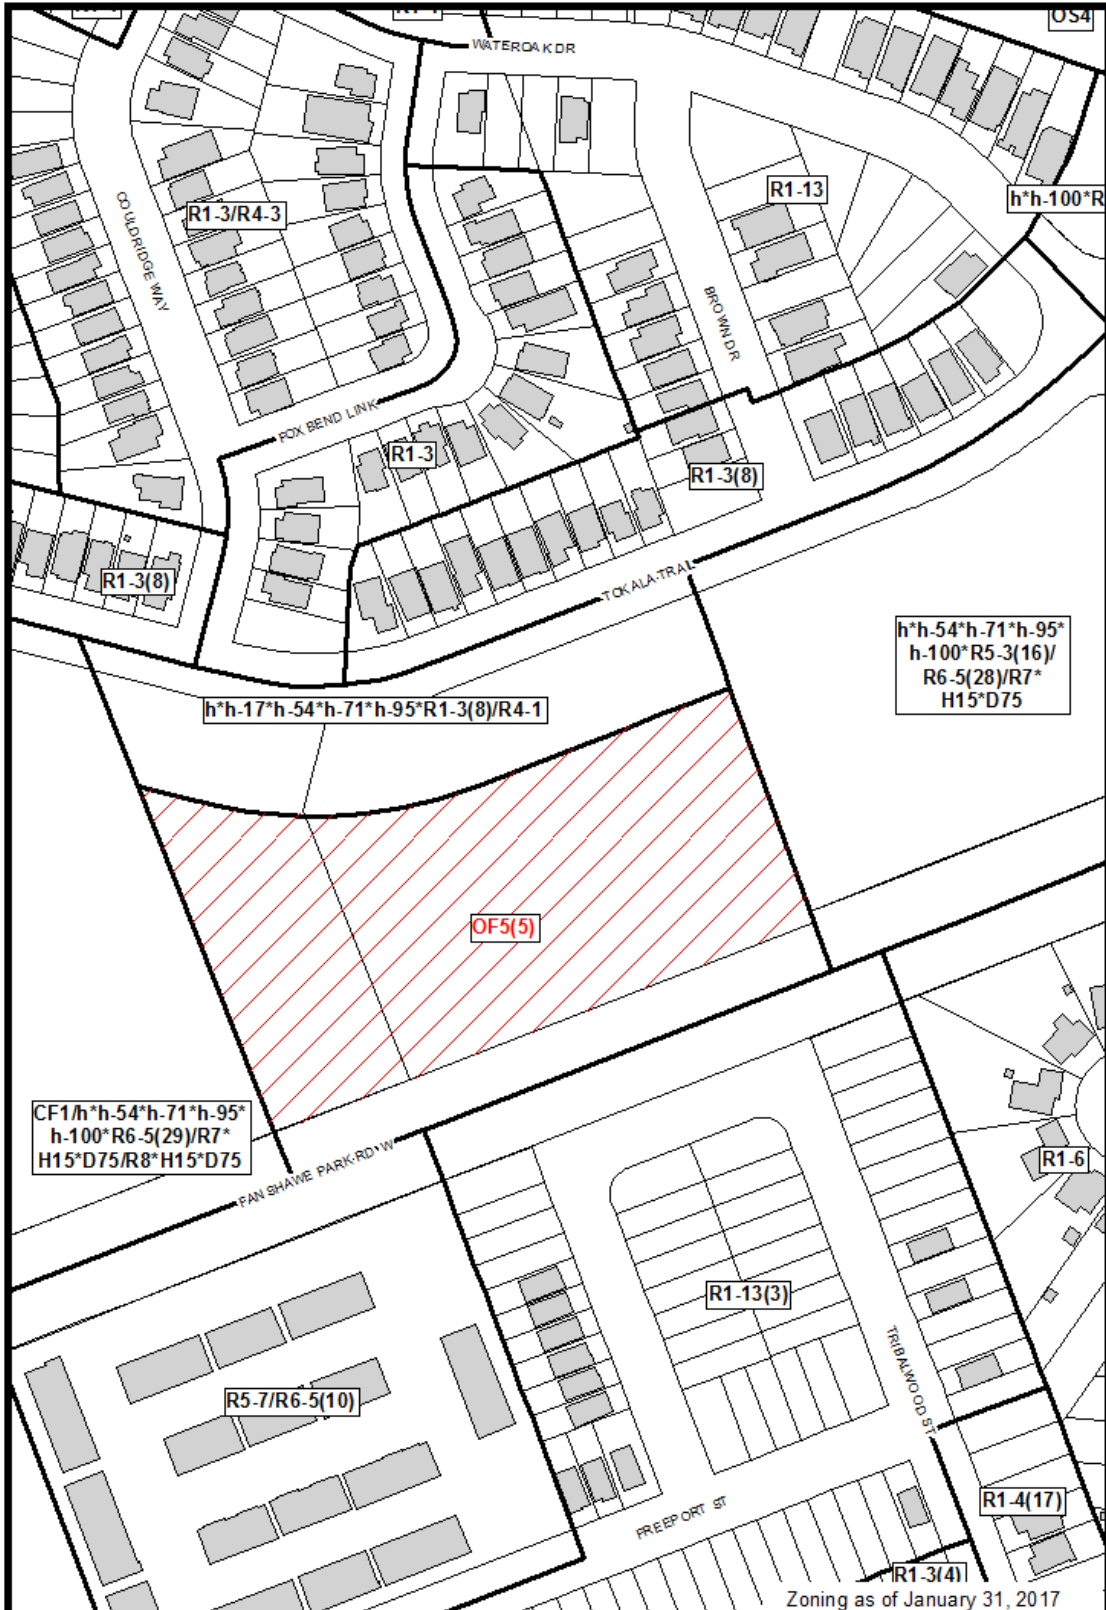 OS4
WATEROAK DR
R1-13
h*h-100*R
R1-3/R4-3
COULDRIDGE WAY
BROWN DR
FOX BEND LINK
R1-3
R1-3(8)
R1-3(8)
TOKALA TRAIL
h*h-54*h-71*h-95*
h-100*R5-3(16)/
R6-5(28)/R7*
H15*D75
h*h-17*h-54*h-71*h-95*R1-3(8)/R4-1
OF5(5)
CF1/h*h-54*h-71*h-95*
h-100*R6-5(29)/R7*
H15*D75/R8*H15*D75
FANSHAWE PARK RD W
R1-6
R1-13(3)
TRIBALWOOD ST
R5-7/R6-5(10)
R1-4(17)
FREEPORT ST
R1-3(4)
Zoning as of January 31, 2017